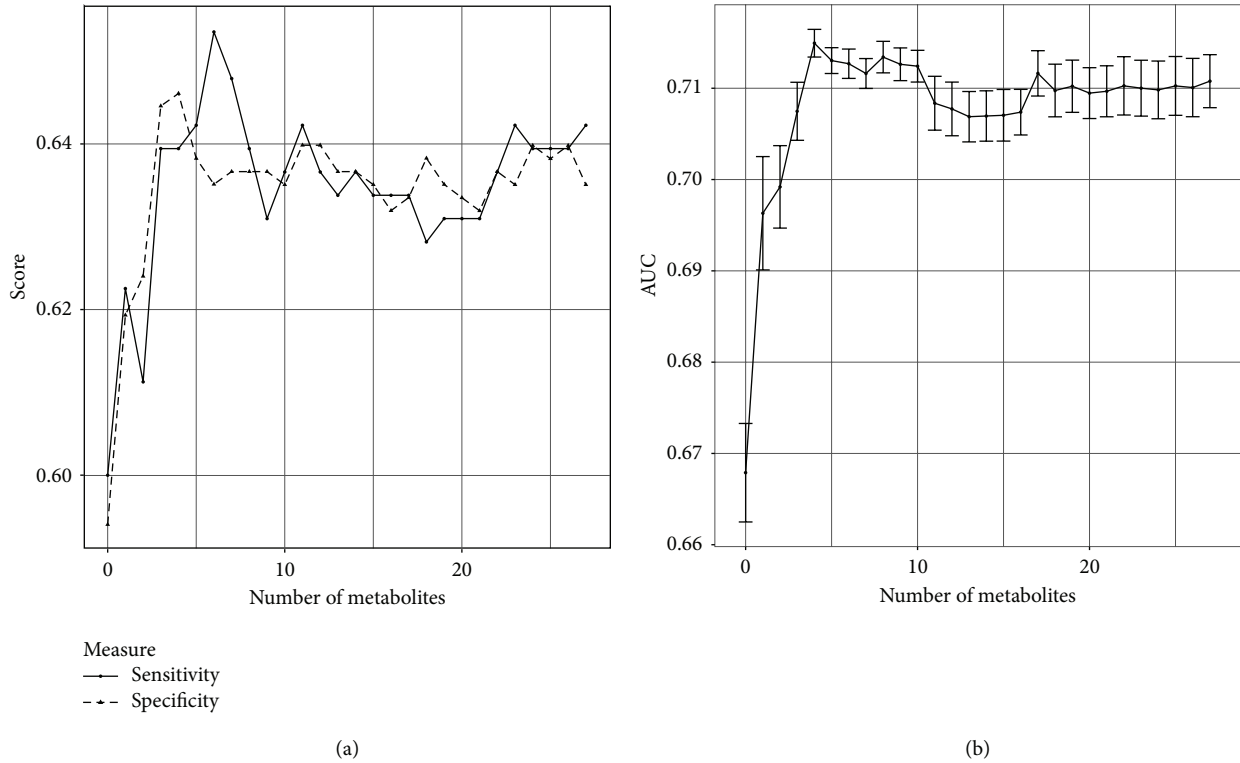 0.64
0.62
0.60
Score
0 10 20
Number of metabolites
Measure
Sensitivity
Specificity
(a)
0.71
0.70
0.69
0.68
0.67
0.66
AUC
0 10 20
Number of metabolites
(b)